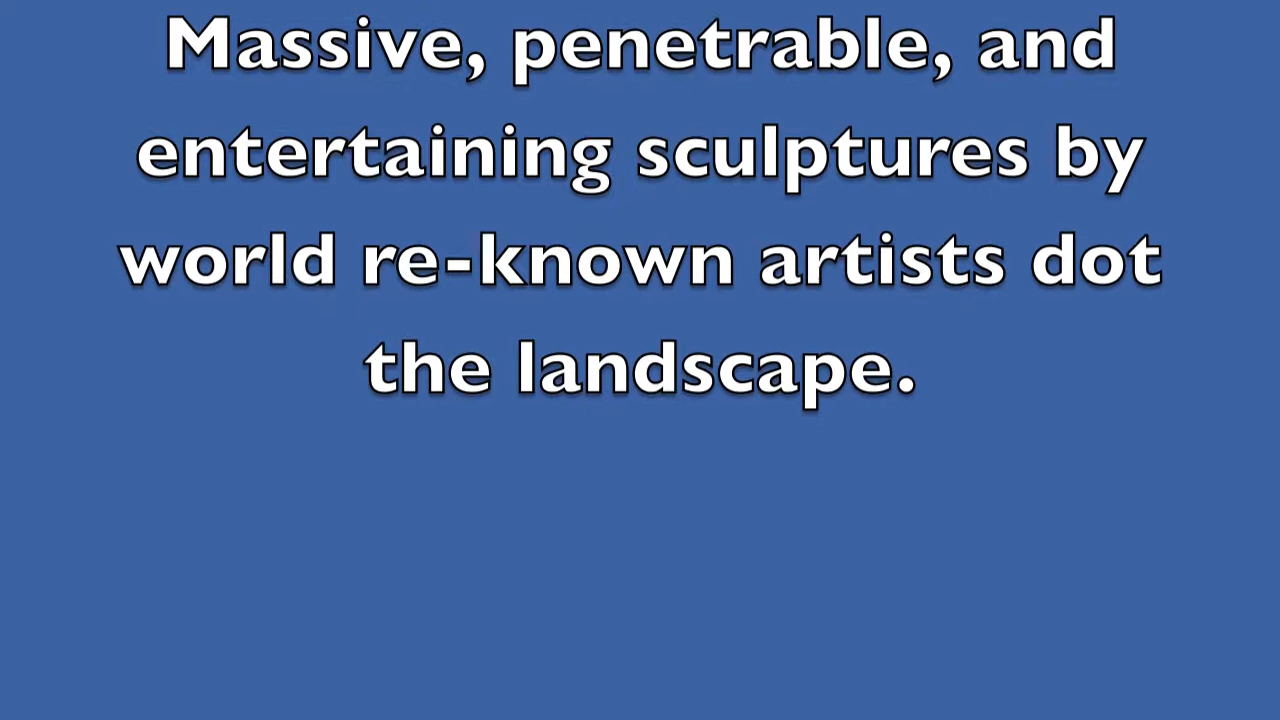 Massive, penetrable, and
entertaining sculptures by
world re-known artists dot
the landscape.